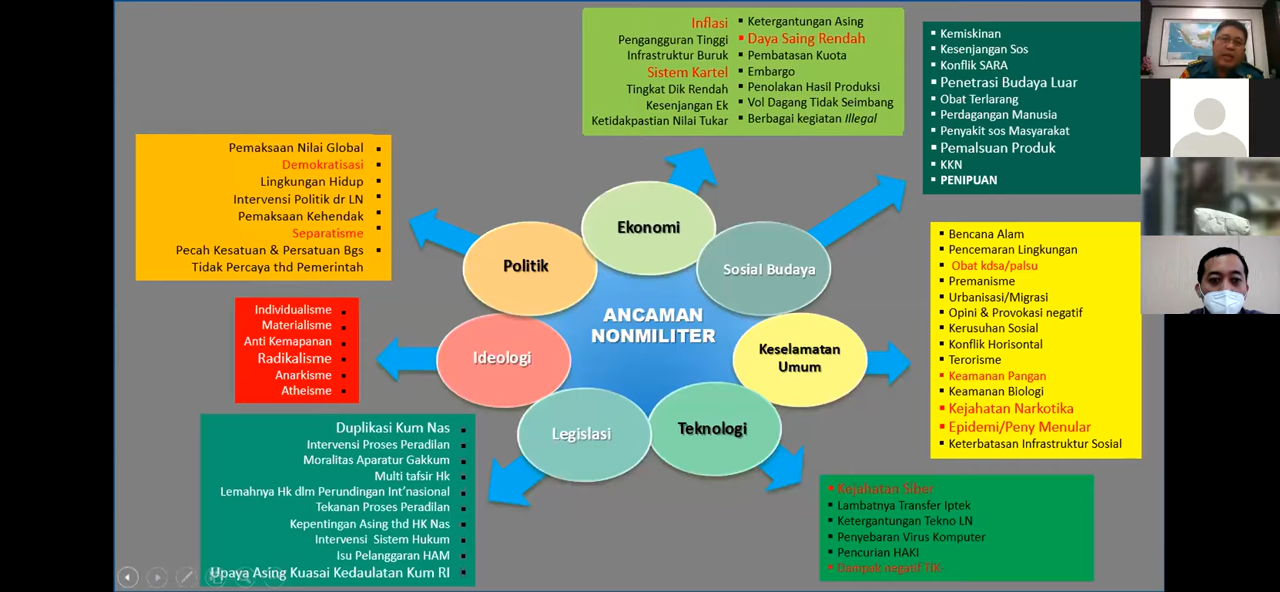 Inflasi
Pengangguran Tinggi
Infrastruktur Buruk
Sistem Kartel
Tingkat Dik Rendah
Kesenjangan Ek
Ketidakpastian Nilai Tukar
Ketergantungan Asing
Daya Saing Rendah
Pembatasan Kuota
Embargo
Penolakan Hasil Produksi
Vol Dagang Tidak Seimbang
Berbagai kegiatan Illegal
Kemiskinan
Kesenjangan Sos
Konflik SARA
Penetrasi Budaya Luar
Obat Terlarang
Perdagangan Manusia
Penyakit sos Masyarakat
Pemalsuan Produk
KKN
PENIPUAN
Pemaksaan Nilai Global
Demokratisasi
Lingkungan Hidup
Intervensi Politik dr LN
Pemaksaan Kehendak
Separatisme
Pecah Kesatuan & Persatuan Bgs
Tidak Percaya thd Pemerintah
Ekonomi
Politik
Sosial Budaya
ANCAMAN
NONMILITER
Ideologi
Keselamatan
Umum
Legislasi
Teknologi
Bencana Alam
Pencemaran Lingkungan
Obat kdsa/palsu
Premanisme
Urbanisasi/Migrasi
Opini & Provokasi negatif
Kerusuhan Sosial
Konflik Horisontal
Terorisme
Keamanan Pangan
Keamanan Biologi
Kejahatan Narkotika
Epidemi/Peny Menular
Keterbatasan Infrastruktur Sosial
Individualisme
Materialisme
Anti Kemapanan
Radikalisme
Anarkisme
Atheisme
Duplikasi Kum Nas
Intervensi Proses Peradilan
Moralitas Aparatur Gakkum
Multi tafsir Hk
Lemahnya Hk dlm Perundingan Int'nasional
Tekanan Proses Peradilan
Kepentingan Asing thd HK Nas
Intervensi Sistem Hukum
Isu Pelanggaran HAM
Upaya Asing Kuasai Kedaulatan Kum RI
Kejahatan Siber
Lambatnya Transfer Iptek
Ketergantungan Tekno LN
Penyebaran Virus Komputer
Pencurian HAKI
Dampak negatif TIK-